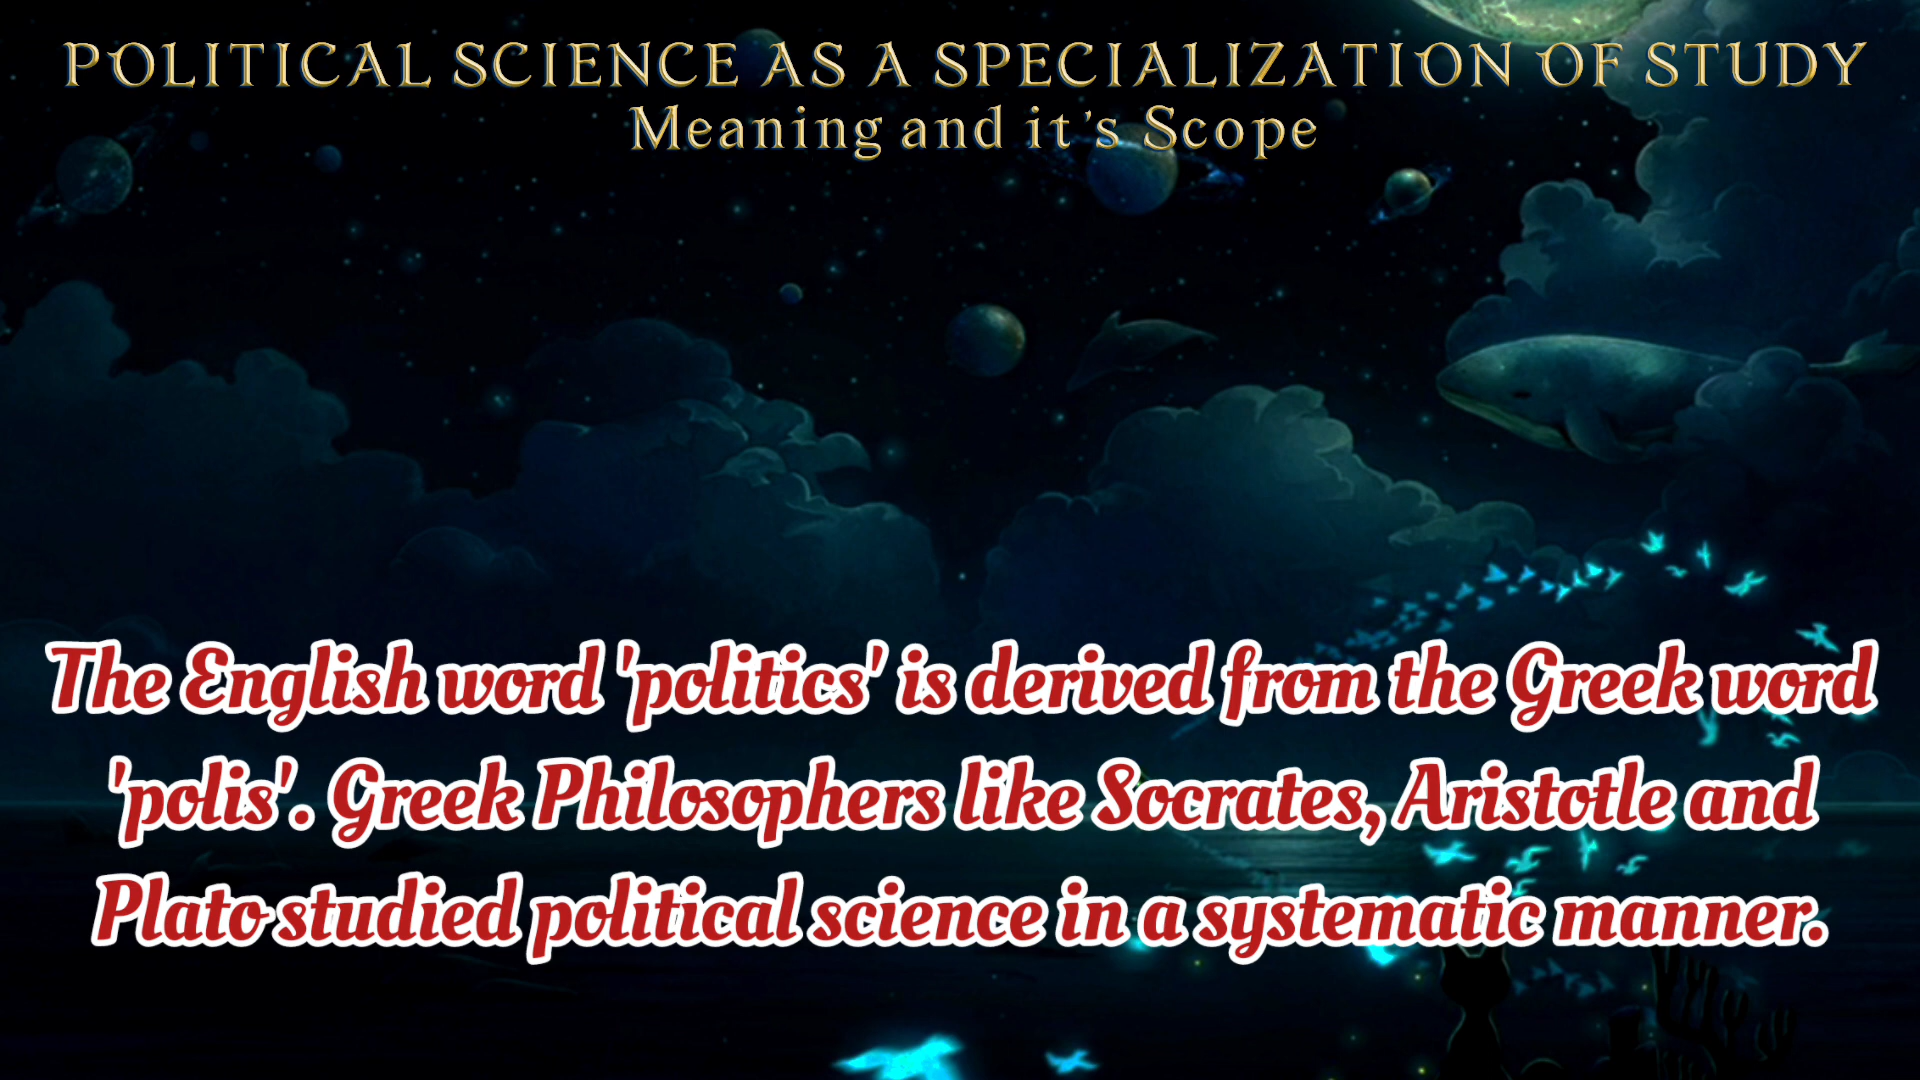 POLITICAL SCIENCE AS A SPECIALIZATION OF STUDY
Meaning and it's Scope
The English word 'politics' is derived from the Greek word
'polis'. Greek Philosophers like Socrates, Aristotle and
Plato studied political science in a systematic manner.